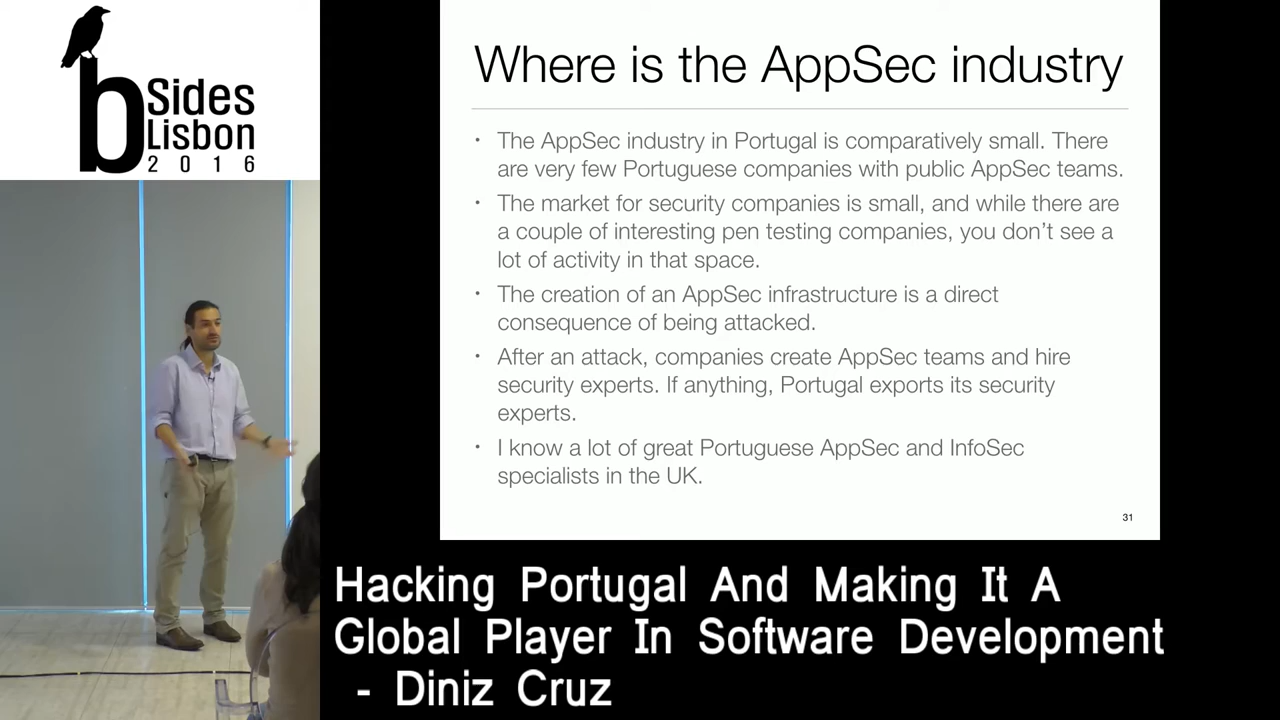 b
Sides
Lisbon
2016
Where is the AppSec industry
• The AppSec industry in Portugal is comparatively small. There
are very few Portuguese companies with public AppSec teams.
• The market for security companies is small, and while there are
a couple of interesting pen testing companies, you don't see a
lot of activity in that space.
• The creation of an AppSec infrastructure is a direct
consequence of being attacked.
• After an attack, companies create AppSec teams and hire
security experts. If anything, Portugal exports its security
experts.
• I know a lot of great Portuguese AppSec and InfoSec
specialists in the UK.
31
Hacking Portugal And Making It A
Global Player In Software Development
- Diniz Cruz